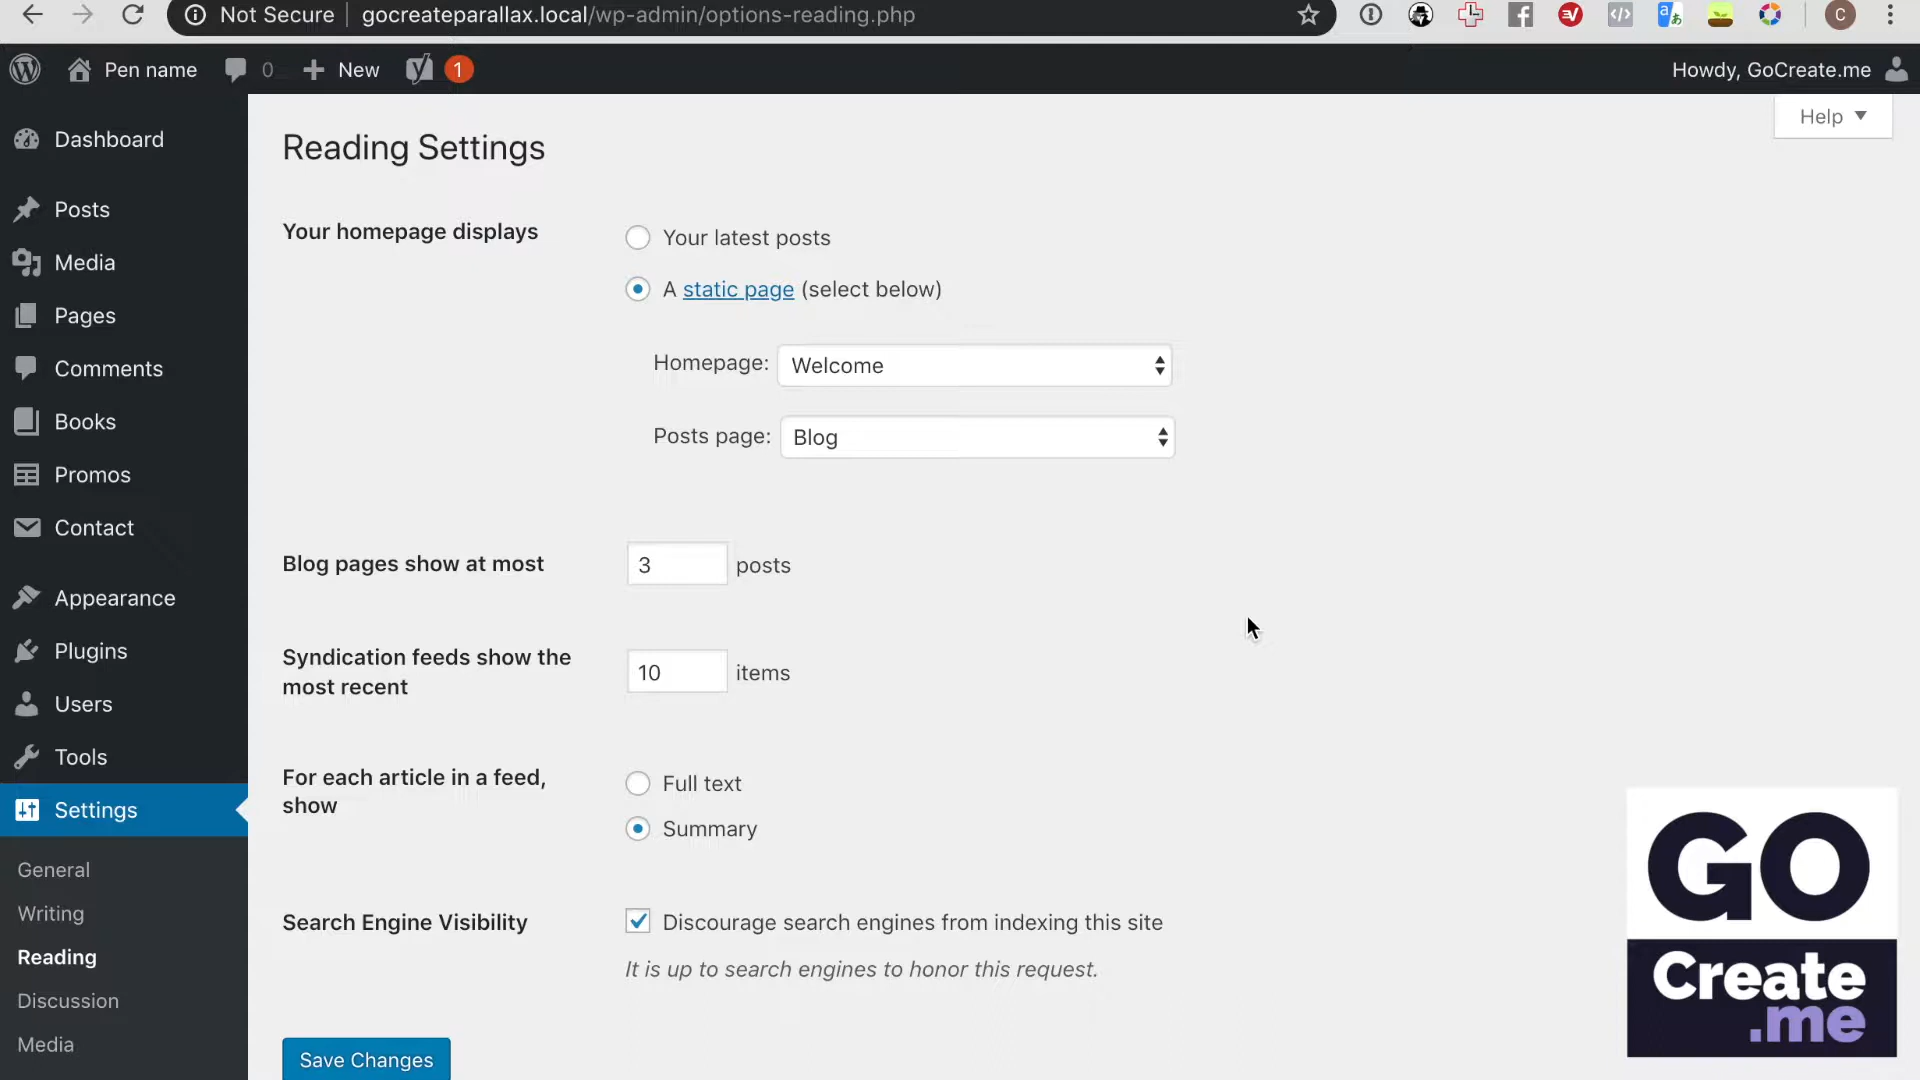 Not Secure | gocreateparallax.local/wp-admin/options-reading.php
Pen name 0 New 1 Howdy, GoCreate.me
Help
Dashboard
Posts
Media
Pages
Comments
Books
Promos
Contact
Appearance
Plugins
Users
Tools
Settings
General
Writing
Reading
Discussion
Media
Reading Settings
Your homepage displays
Your latest posts
A static page (select below)
Homepage: Welcome
Posts page: Blog
Blog pages show at most 3 posts
Syndication feeds show the
most recent
10 items
For each article in a feed,
show
Full text
Summary
Search Engine Visibility
Discourage search engines from indexing this site
It is up to search engines to honor this request.
Save Changes
GO
Create
.me